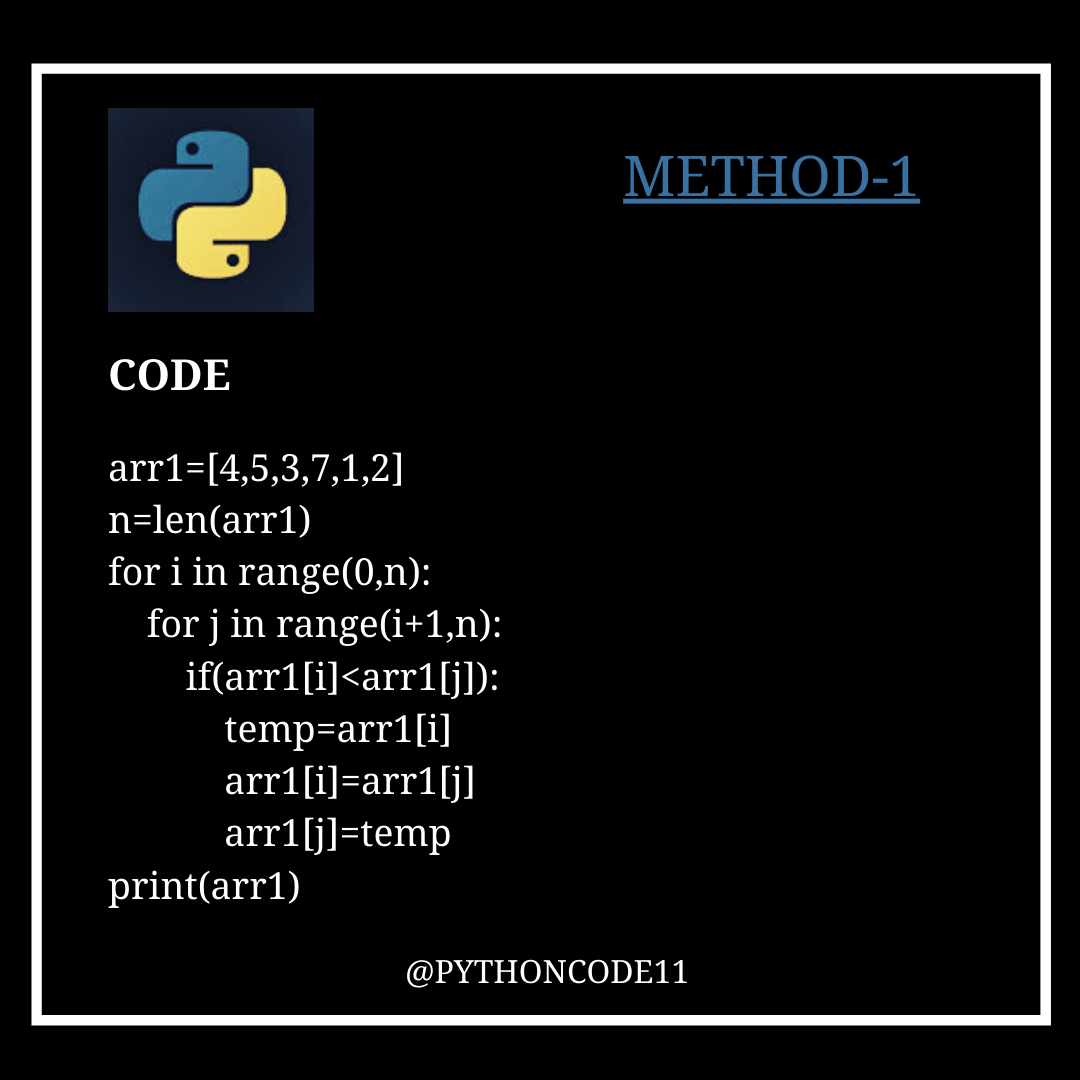 METHOD-1
CODE
arr1=[4,5,3,7,1,2]
n=len(arr1)
for i in range(0,n):
    for j in range(i+1,n):
        if(arr1[i]<arr1[j]):
            temp=arr1[i]
            arr1[i]=arr1[j]
            arr1[j]=temp
print(arr1)
@PYTHONCODE11